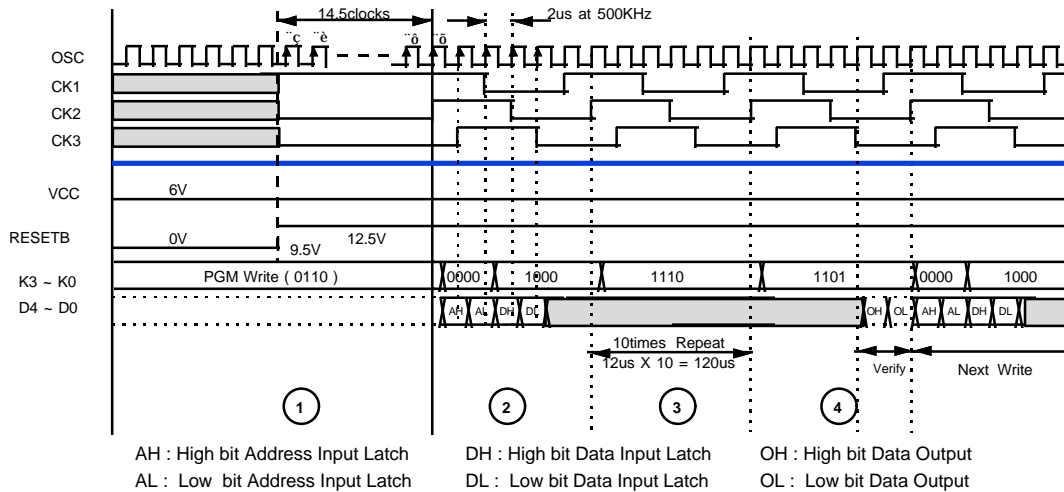 14.5clocks
2us at 500KHz
¨ç ¨è ¨ô ¨õ
OSC
CK1
CK2
CK3
VCC
6V
RESETB
0V
9.5V
12.5V
K3 ~ K0
PGM Write ( 0110 )
0000
1000
1110
1101
0000
1000
D4 ~ D0
AH AL DH DL OH OL AH AL DH DL
10times Repeat
12us X 10 = 120us
Verify
Next Write
1
2
3
4
AH : High bit Address Input Latch
DH : High bit Data Input Latch
OH : High bit Data Output
AL : Low bit Address Input Latch
DL : Low bit Data Input Latch
OL : Low bit Data Output